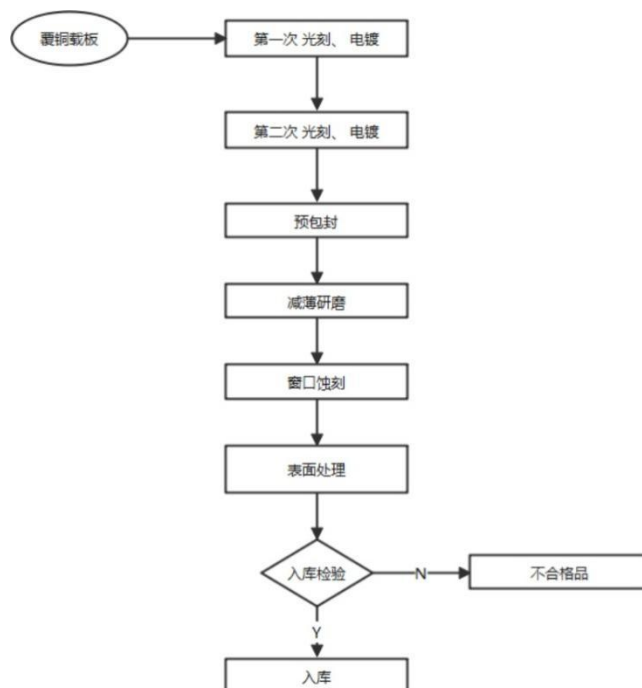 覆铜载板
第一次 光刻、 电镀
第二次 光刻、 电镀
预包封
减薄研磨
窗口蚀刻
表面处理
入库检验
N
不合格品
Y
入库